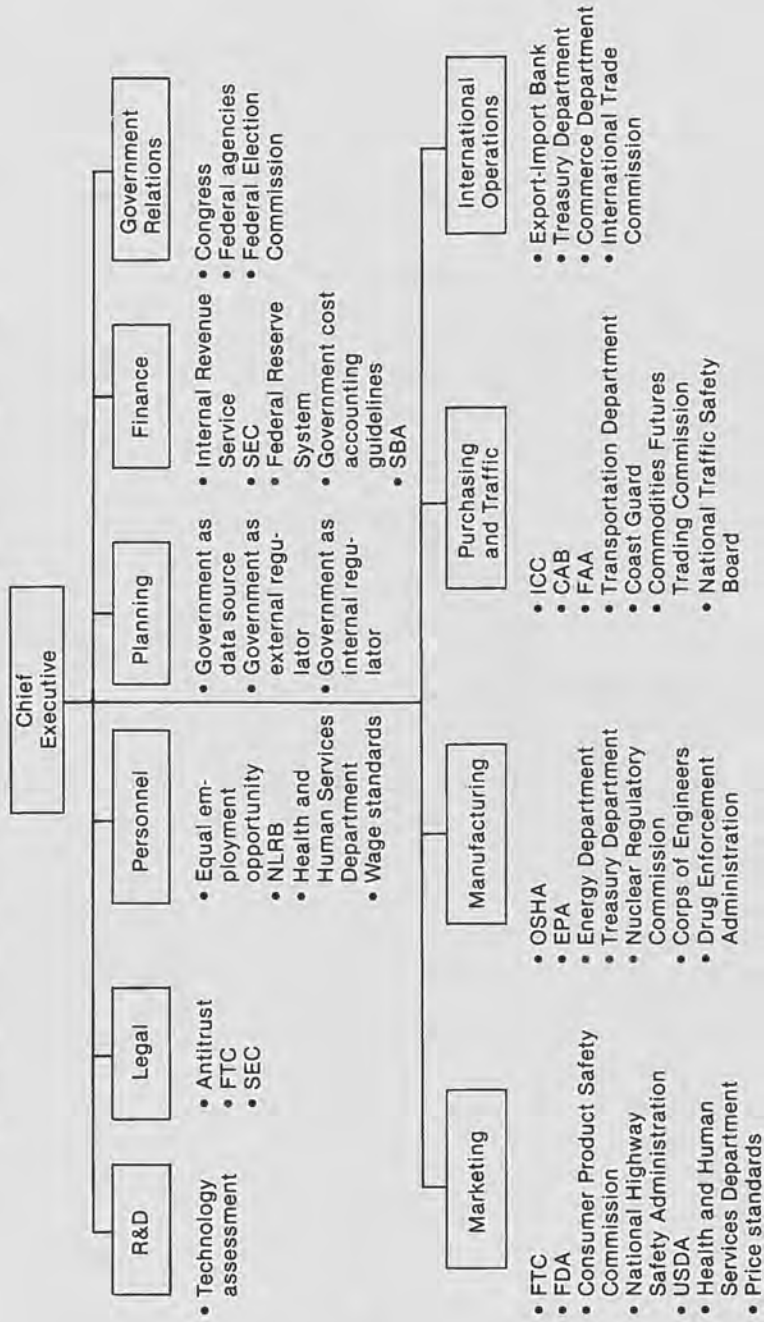 Chief
Executive
R&D
• Technology
assessment
Legal
• Antitrust
• FTC
• SEC
Personnel
• Equal em-
ployment
opportunity
• NLRB
• Health and
Human Services
Department
• Wage standards
Planning
• Government as
data source
• Government as
external regu-
lator
• Government as
internal regu-
lator
Finance
• Internal Revenue
Service
• SEC
• Federal Reserve
System
• Government cost
accounting
guidelines
• SBA
Government
Relations
• Congress
• Federal agencies
• Federal Election
Commission
Marketing
• FTC
• FDA
• Consumer Product Safety
Commission
• National Highway
Safety Administration
• USDA
• Health and Human
Services Department
• Price standards
Manufacturing
• OSHA
• EPA
• Energy Department
• Treasury Department
• Nuclear Regulatory
Commission
• Corps of Engineers
• Drug Enforcement
Administration
Purchasing
and Traffic
• ICC
• CAB
• FAA
• Transportation Department
• Coast Guard
• Commodities Futures
Trading Commission
• National Traffic Safety
Board
International
Operations
• Export-Import Bank
• Treasury Department
• Commerce Department
• International Trade
Commission